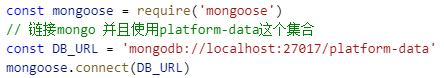 const mongoose = require('mongoose')
// 链接mongo 并且使用platform-data这个集合
const DB_URL = 'mongodb://localhost:27017/platform-data'
mongoose.connect(DB_URL)